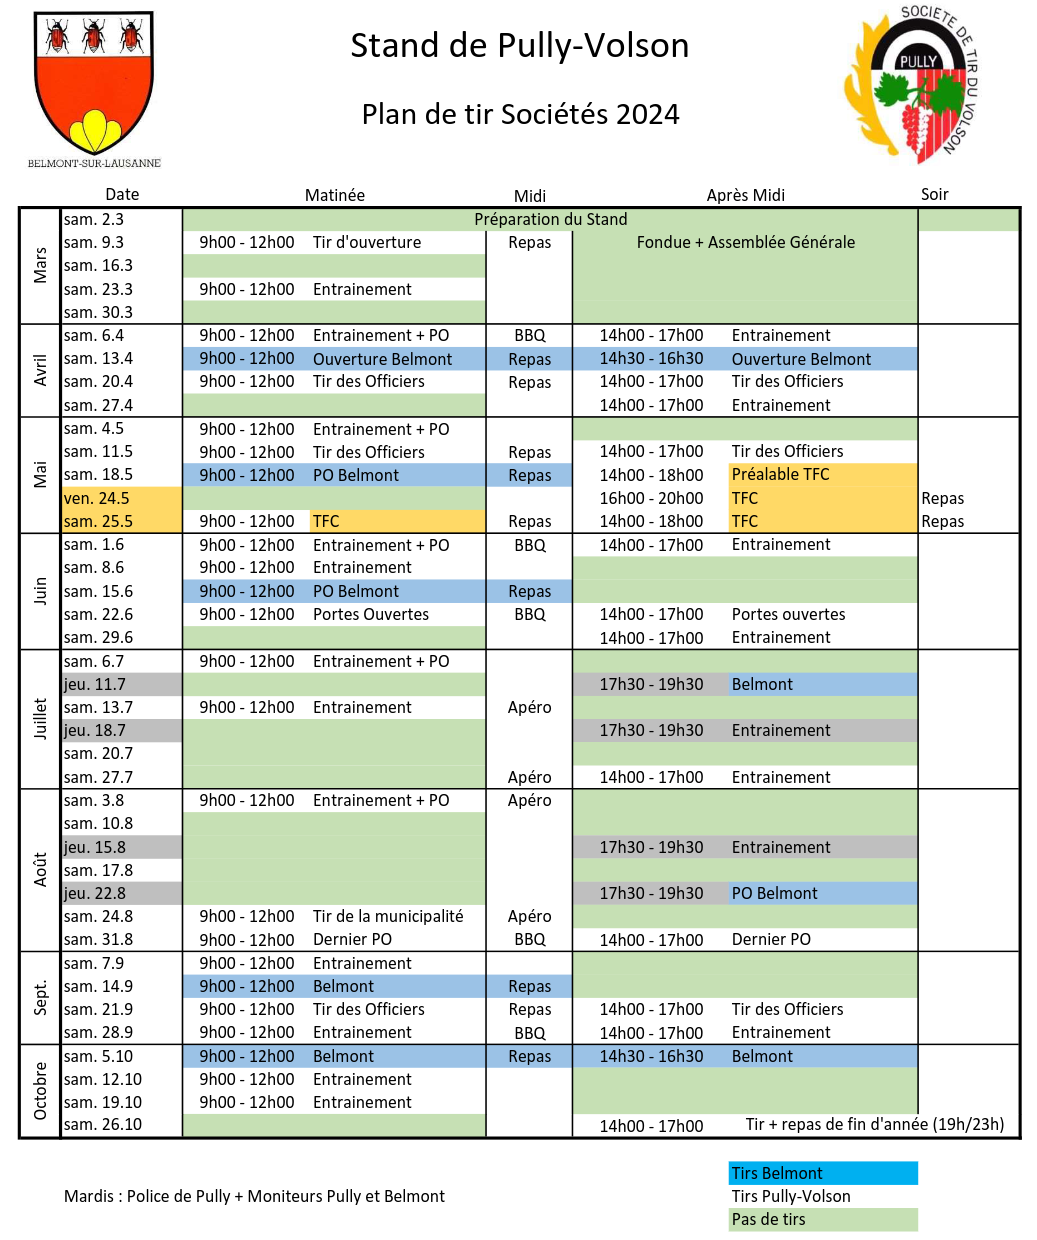 Stand de Pully-Volson
Plan de tir Sociétés 2024
BELMONT-SUR-LAUSANNE
SOCIETE DE TIR DU VOLSON
PULLY
Date Matinée Midi Après Midi Soir
Mars
sam. 2.3 Préparation du Stand
sam. 9.3 9h00 - 12h00 Tir d'ouverture Repas Fondue + Assemblée Générale
sam. 16.3
sam. 23.3 9h00 - 12h00 Entrainement
sam. 30.3
Avril
sam. 6.4 9h00 - 12h00 Entrainement + PO BBQ 14h00 - 17h00 Entrainement
sam. 13.4 9h00 - 12h00 Ouverture Belmont Repas 14h30 - 16h30 Ouverture Belmont
sam. 20.4 9h00 - 12h00 Tir des Officiers Repas 14h00 - 17h00 Tir des Officiers
sam. 27.4 14h00 - 17h00 Entrainement
Mai
sam. 4.5 9h00 - 12h00 Entrainement + PO
sam. 11.5 9h00 - 12h00 Tir des Officiers Repas 14h00 - 17h00 Tir des Officiers
sam. 18.5 9h00 - 12h00 PO Belmont Repas 14h00 - 18h00 Préalable TFC
ven. 24.5 16h00 - 20h00 TFC Repas
sam. 25.5 9h00 - 12h00 TFC Repas 14h00 - 18h00 TFC Repas
Juin
sam. 1.6 9h00 - 12h00 Entrainement + PO BBQ 14h00 - 17h00 Entrainement
sam. 8.6 9h00 - 12h00 Entrainement
sam. 15.6 9h00 - 12h00 PO Belmont Repas
sam. 22.6 9h00 - 12h00 Portes Ouvertes BBQ 14h00 - 17h00 Portes ouvertes
sam. 29.6 14h00 - 17h00 Entrainement
Juillet
sam. 6.7 9h00 - 12h00 Entrainement + PO
jeu. 11.7 17h30 - 19h30 Belmont
sam. 13.7 9h00 - 12h00 Entrainement Apéro
jeu. 18.7 17h30 - 19h30 Entrainement
sam. 20.7
sam. 27.7 Apéro 14h00 - 17h00 Entrainement
Août
sam. 3.8 9h00 - 12h00 Entrainement + PO Apéro
sam. 10.8
jeu. 15.8 17h30 - 19h30 Entrainement
sam. 17.8
jeu. 22.8 17h30 - 19h30 PO Belmont
sam. 24.8 9h00 - 12h00 Tir de la municipalité Apéro
sam. 31.8 9h00 - 12h00 Dernier PO BBQ 14h00 - 17h00 Dernier PO
Sept.
sam. 7.9 9h00 - 12h00 Entrainement
sam. 14.9 9h00 - 12h00 Belmont Repas
sam. 21.9 9h00 - 12h00 Tir des Officiers Repas 14h00 - 17h00 Tir des Officiers
sam. 28.9 9h00 - 12h00 Entrainement BBQ 14h00 - 17h00 Entrainement
Octobre
sam. 5.10 9h00 - 12h00 Belmont Repas 14h30 - 16h30 Belmont
sam. 12.10 9h00 - 12h00 Entrainement
sam. 19.10 9h00 - 12h00 Entrainement
sam. 26.10 14h00 - 17h00 Tir + repas de fin d'année (19h/23h)
Tirs Belmont
Mardis : Police de Pully + Moniteurs Pully et Belmont Tirs Pully-Volson
Pas de tirs